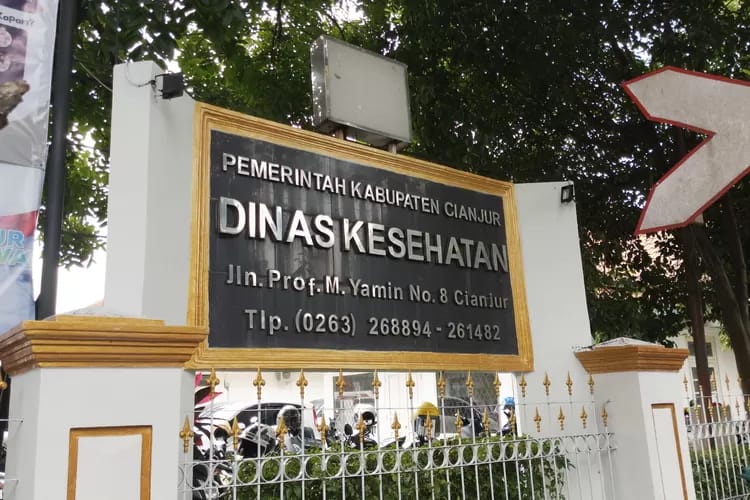 PEMERINTAH KABUPATEN CIANJUR
DINAS KESEHATAN
Jln. Prof. M. Yamin No. 8 Cianjur
Tlp. (0263) 268894 - 261482